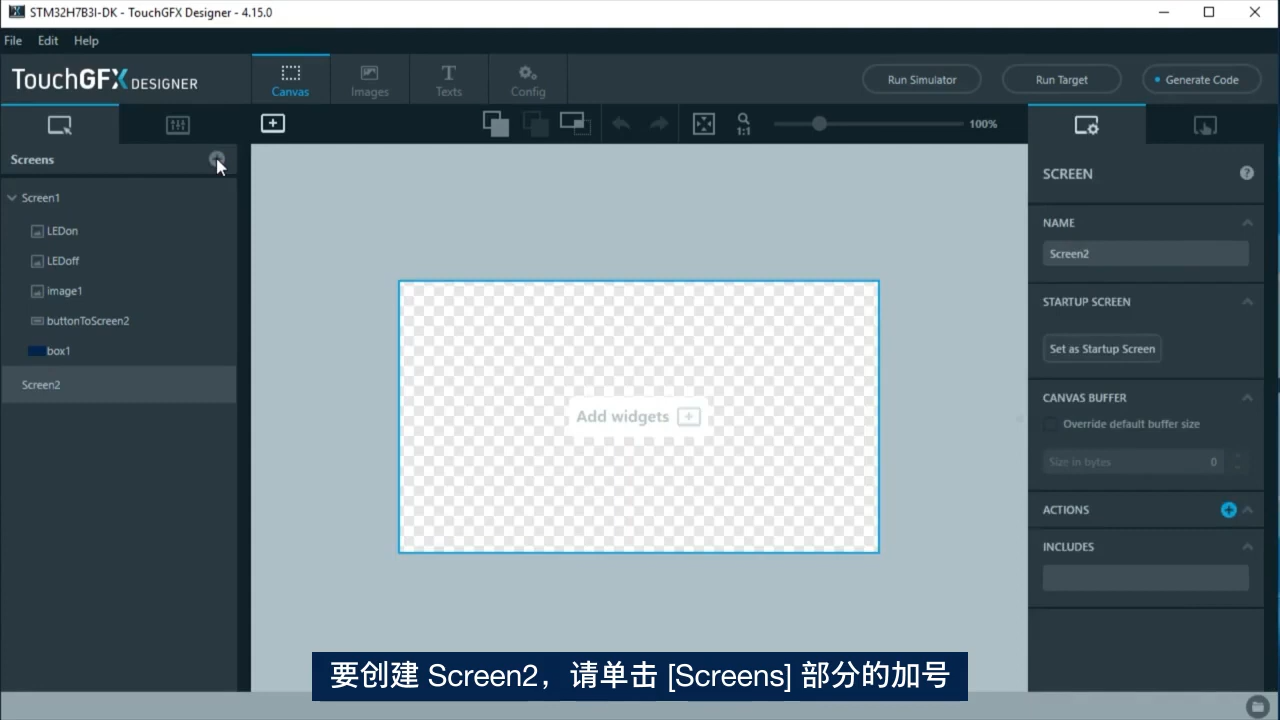 STM32H7B3I-DK - TouchGFX Designer - 4.15.0
File Edit Help
TouchGFX DESIGNER
Canvas
Images
Texts
Config
Run Simulator
Run Target
Generate Code
1:1
100%
Screens
Screen1
LEDon
LEDoff
image1
buttonToScreen2
box1
Screen2
Add widgets
SCREEN
NAME
Screen2
STARTUP SCREEN
Set as Startup Screen
CANVAS BUFFER
Override default buffer size
Size in bytes 0
ACTIONS
INCLUDES
要创建 Screen2，请单击 [Screens] 部分的加号